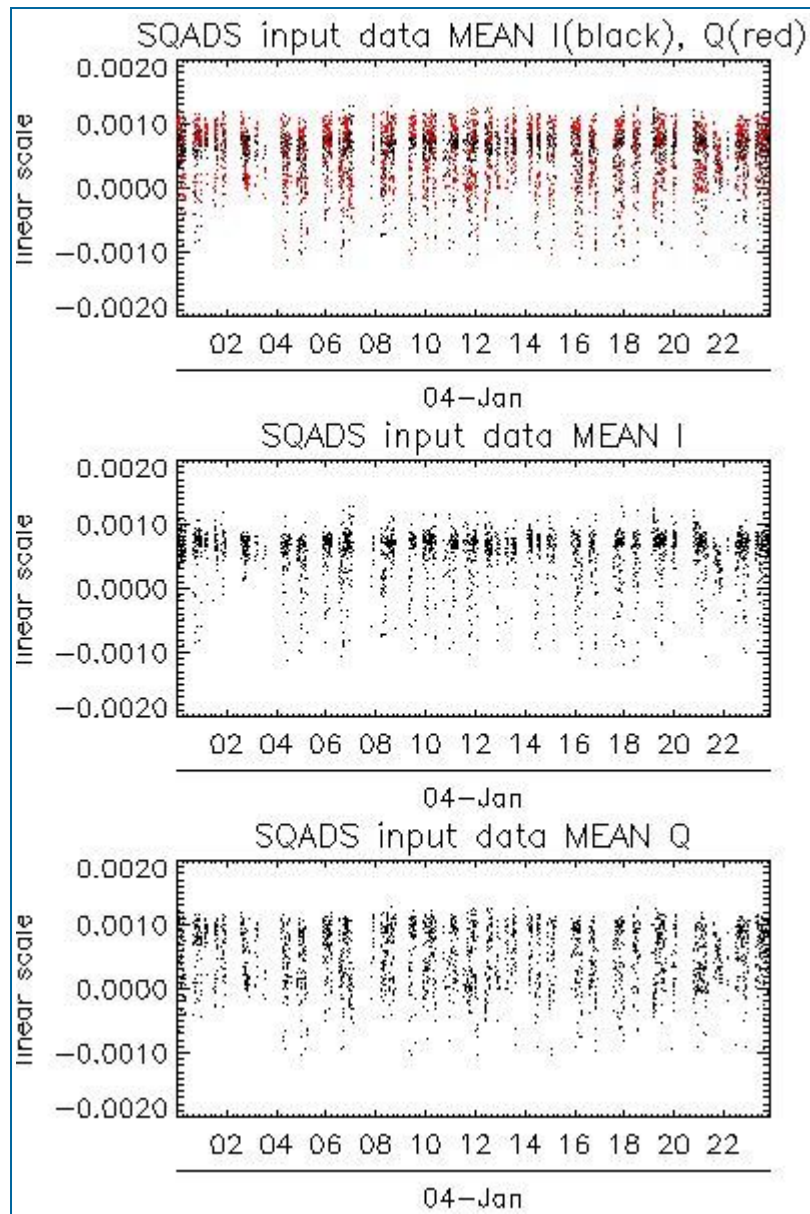 SQADS input data MEAN I(black), Q(red)
linear scale
0.0020
0.0010
0.0000
−0.0010
−0.0020
02 04 06 08 10 12 14 16 18 20 22
04−Jan
SQADS input data MEAN I
linear scale
0.0020
0.0010
0.0000
−0.0010
−0.0020
02 04 06 08 10 12 14 16 18 20 22
04−Jan
SQADS input data MEAN Q
linear scale
0.0020
0.0010
0.0000
−0.0010
−0.0020
02 04 06 08 10 12 14 16 18 20 22
04−Jan